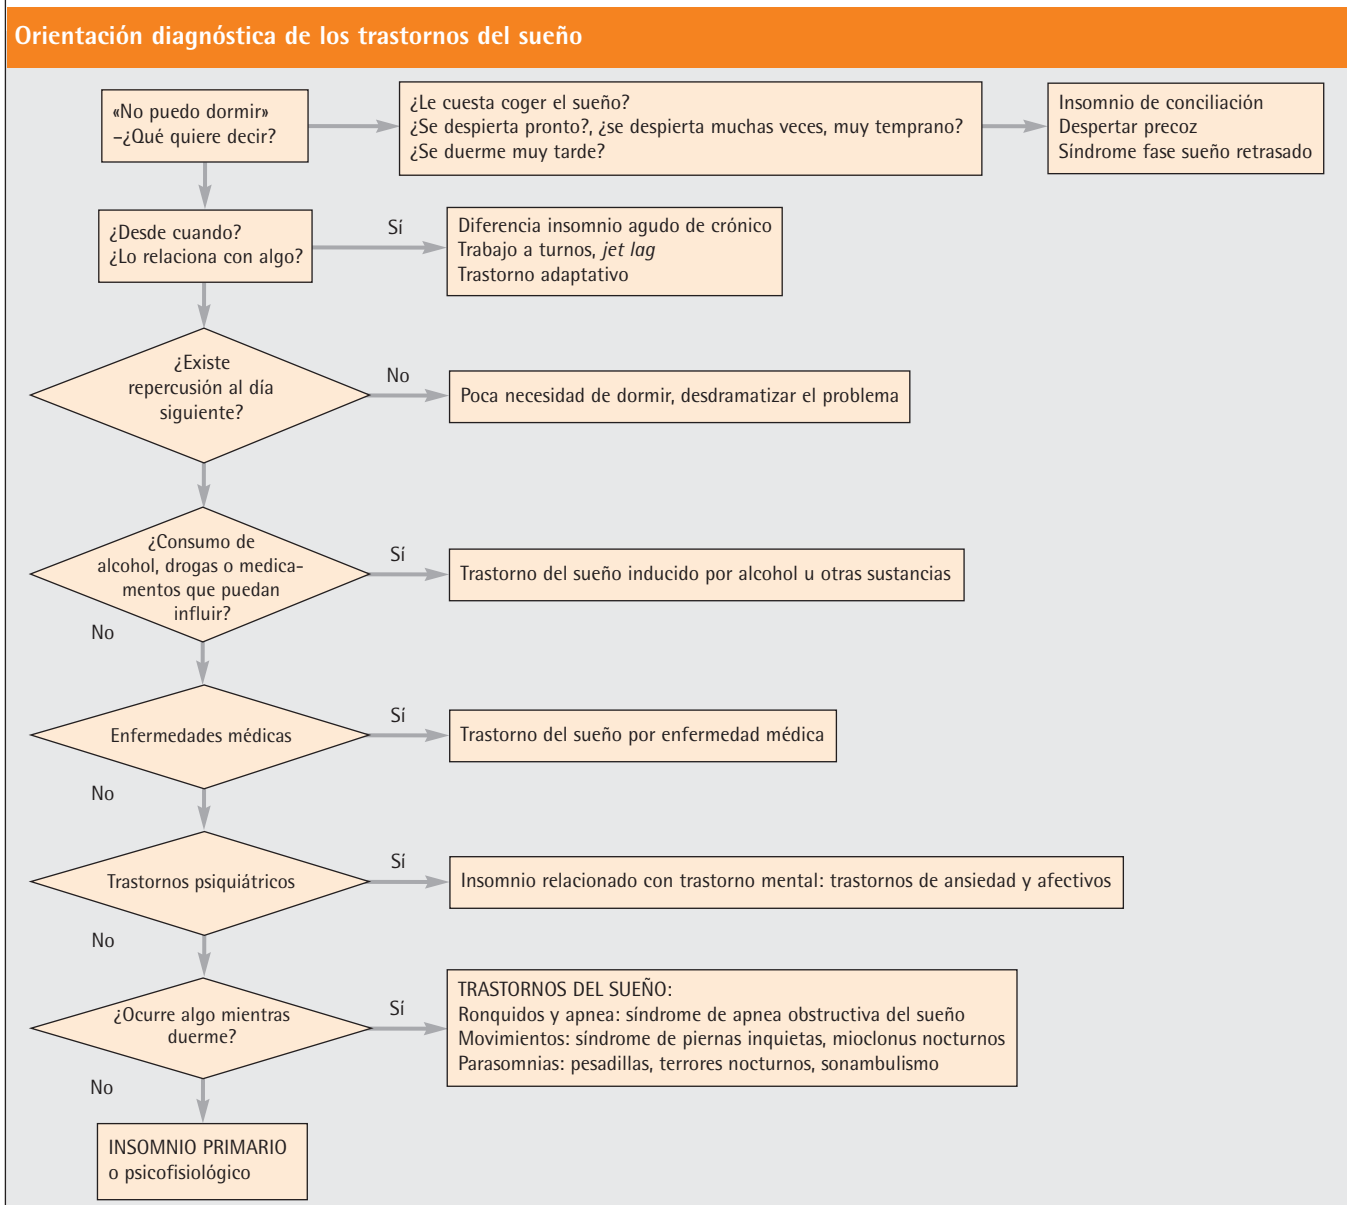 Orientación diagnóstica de los trastornos del sueño
«No puedo dormir»
–¿Qué quiere decir?
¿Le cuesta coger el sueño?
¿Se despierta pronto?, ¿se despierta muchas veces, muy temprano?
¿Se duerme muy tarde?
Insomnio de conciliación
Despertar precoz
Síndrome fase sueño retrasado
¿Desde cuando?
¿Lo relaciona con algo?
Sí
Diferencia insomnio agudo de crónico
Trabajo a turnos, jet lag
Trastorno adaptativo
¿Existe
repercusión al día
siguiente?
No
Poca necesidad de dormir, desdramatizar el problema
¿Consumo de
alcohol, drogas o medica-
mentos que puedan
influir?
Sí
Trastorno del sueño inducido por alcohol u otras sustancias
No
Enfermedades médicas
Sí
Trastorno del sueño por enfermedad médica
No
Trastornos psiquiátricos
Sí
Insomnio relacionado con trastorno mental: trastornos de ansiedad y afectivos
No
¿Ocurre algo mientras
duerme?
Sí
TRASTORNOS DEL SUEÑO:
Ronquidos y apnea: síndrome de apnea obstructiva del sueño
Movimientos: síndrome de piernas inquietas, mioclonus nocturnos
Parasomnias: pesadillas, terrores nocturnos, sonambulismo
No
INSOMNIO PRIMARIO
o psicofisiológico